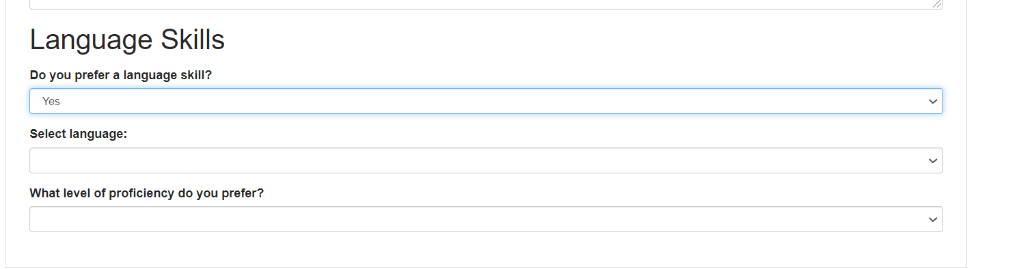 Language Skills
Do you prefer a language skill?
Yes
Select language:
What level of proficiency do you prefer?